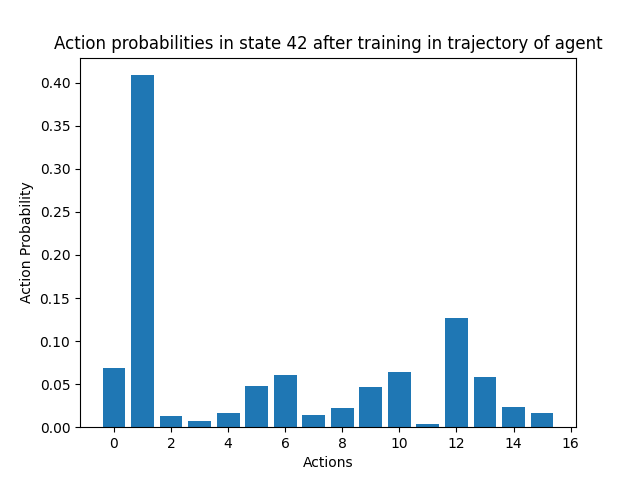 Action probabilities in state 42 after training in trajectory of agent
0.40
0.35
0.30
0.25
0.20
0.15
0.10
0.05
0.00
Action Probability
0 2 4 6 8 10 12 14 16
Actions